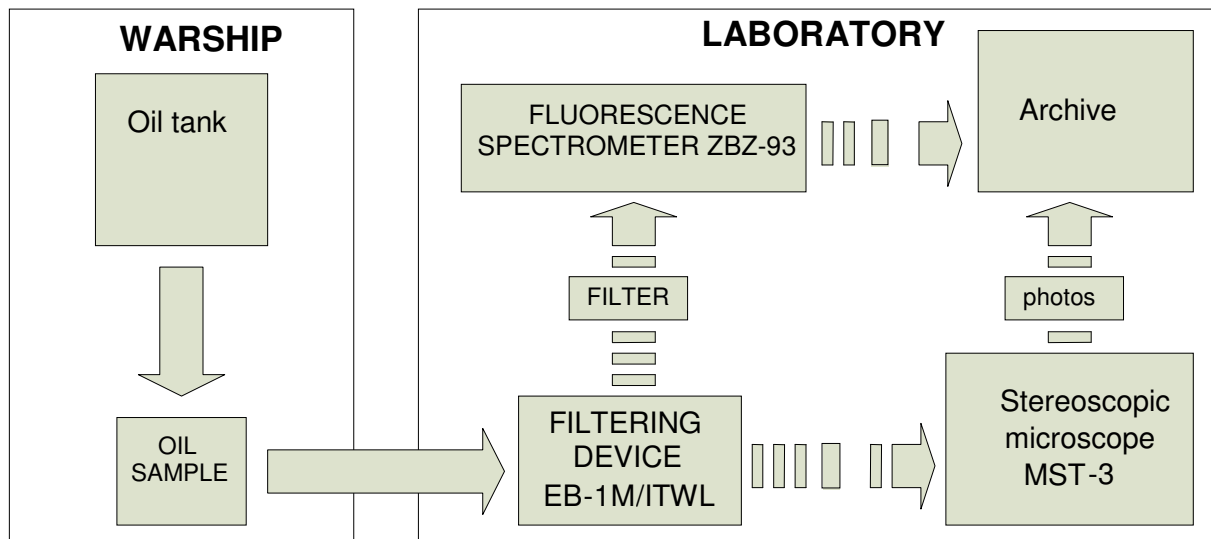 WARSHIP
Oil tank
OIL
SAMPLE
LABORATORY
FLUORESCENCE
SPECTROMETER ZBZ-93
Archive
FILTER
photos
FILTERING
DEVICE
EB-1M/ITWL
Stereoscopic
microscope
MST-3